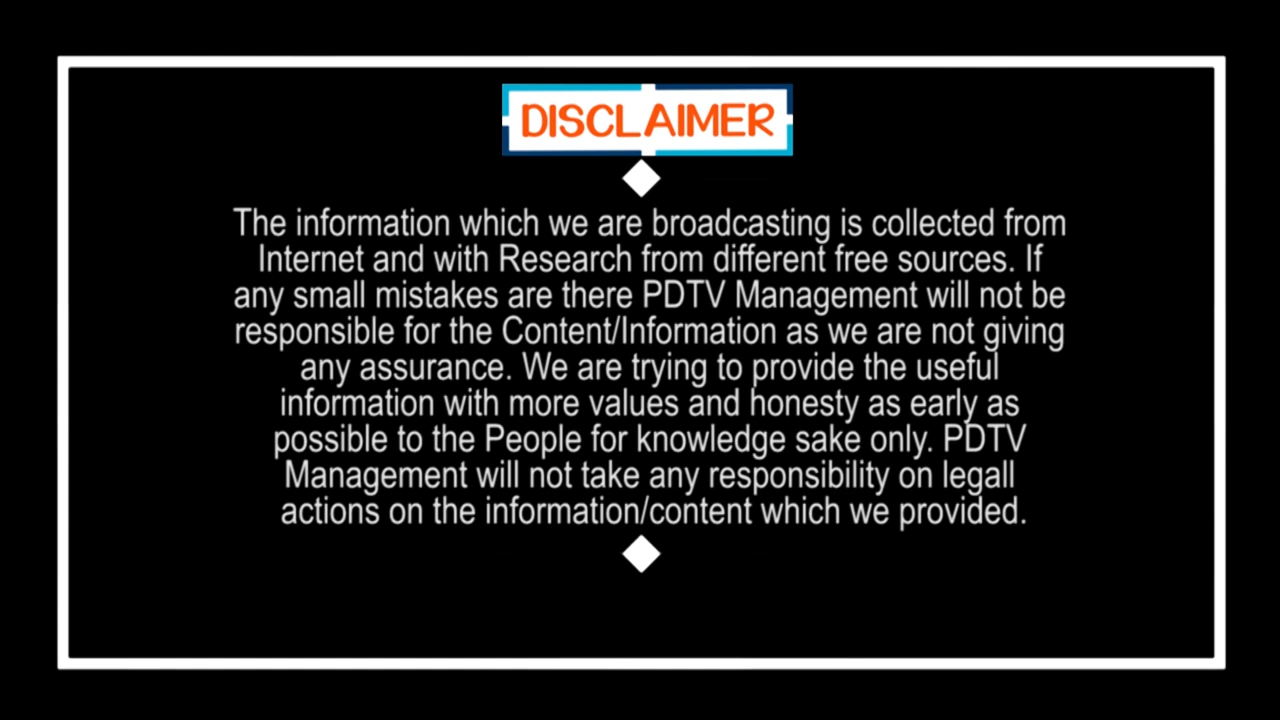 DISCLAIMER
The information which we are broadcasting is collected from
Internet and with Research from different free sources. If
any small mistakes are there PDTV Management will not be
responsible for the Content/Information as we are not giving
any assurance. We are trying to provide the useful
information with more values and honesty as early as
possible to the People for knowledge sake only. PDTV
Management will not take any responsibility on legall
actions on the information/content which we provided.